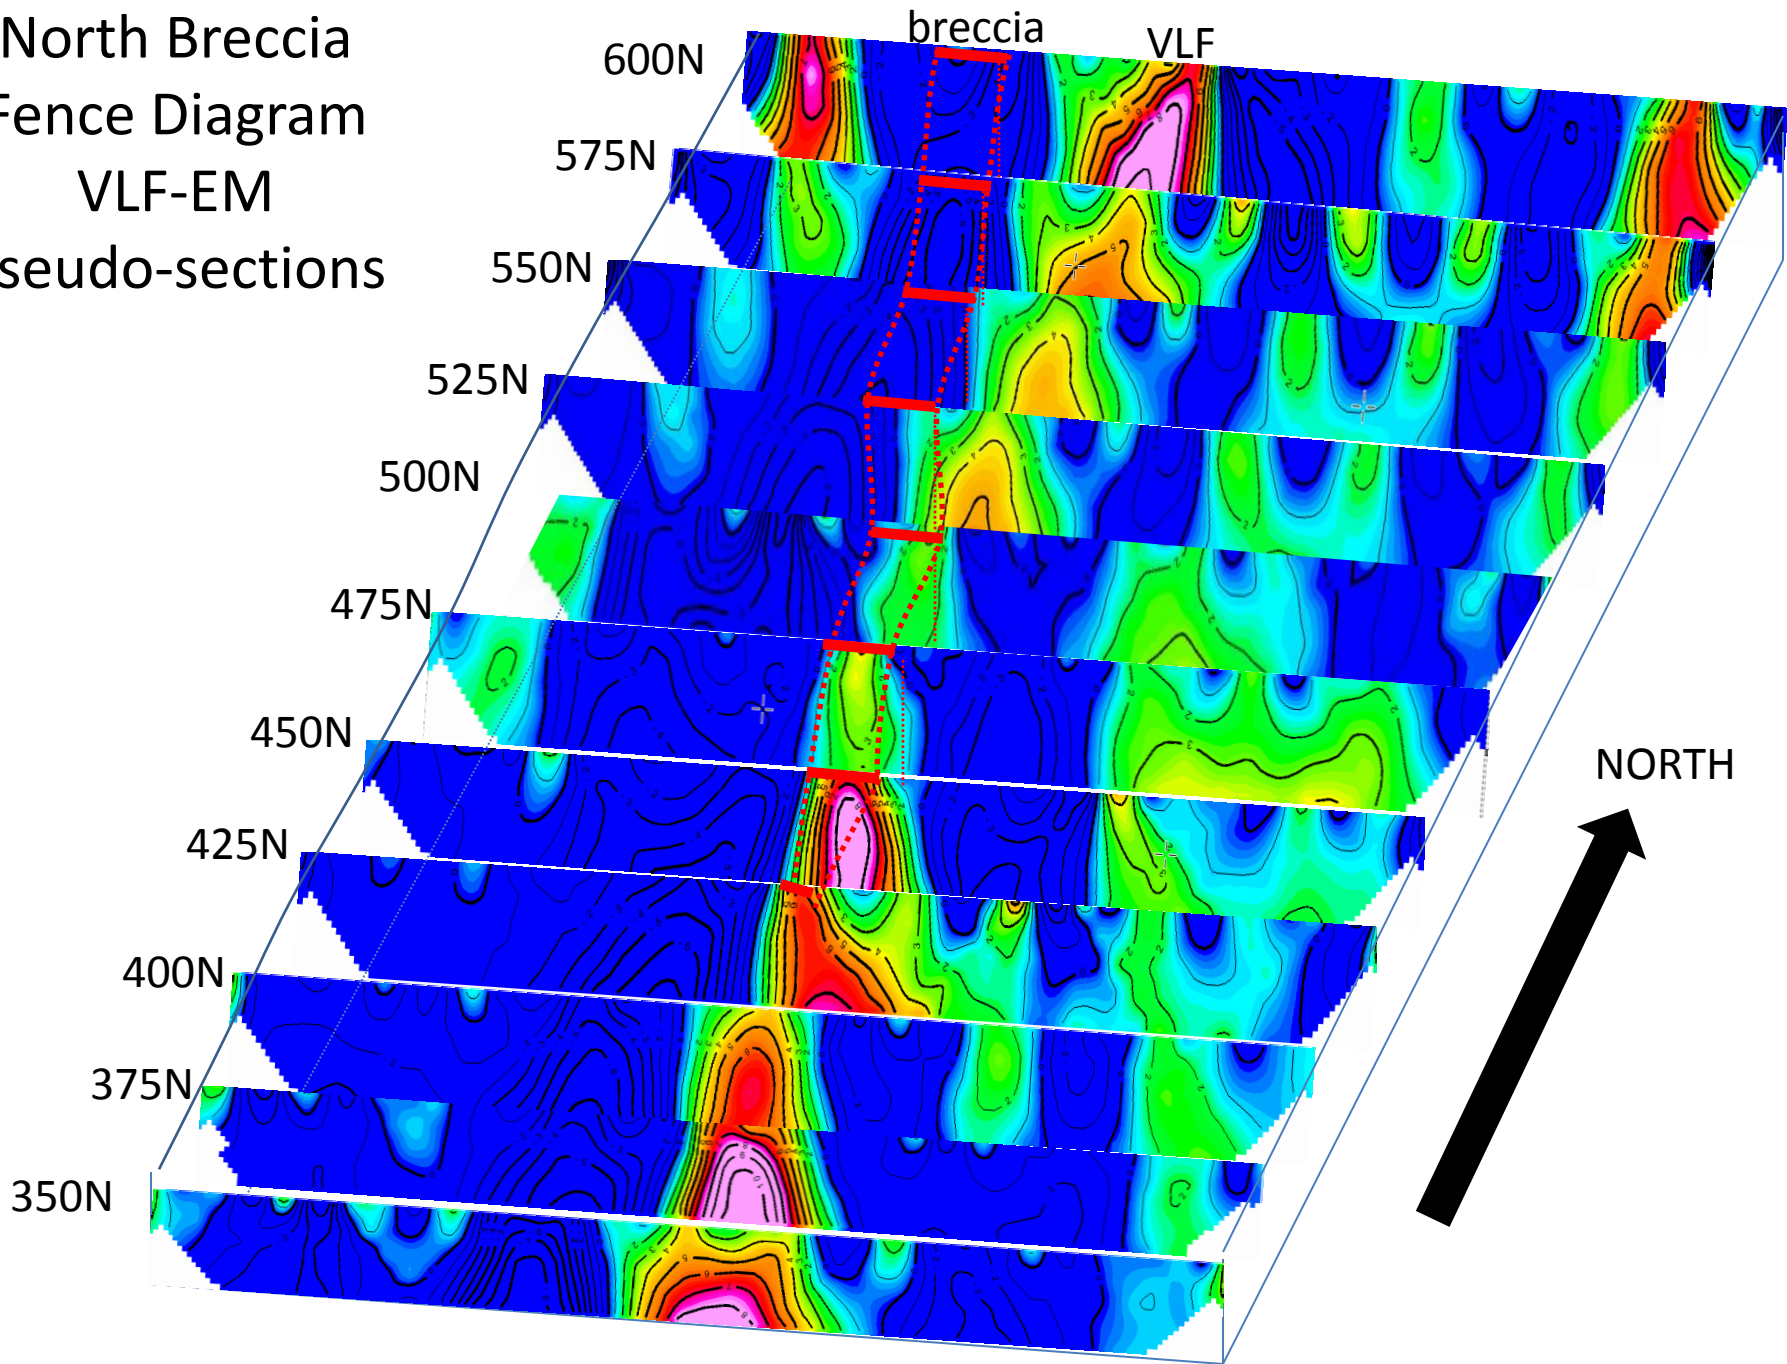 North Breccia
Fence Diagram
VLF-EM
seudo-sections
breccia
VLF
600N
575N
550N
525N
500N
475N
450N
425N
400N
375N
350N
NORTH